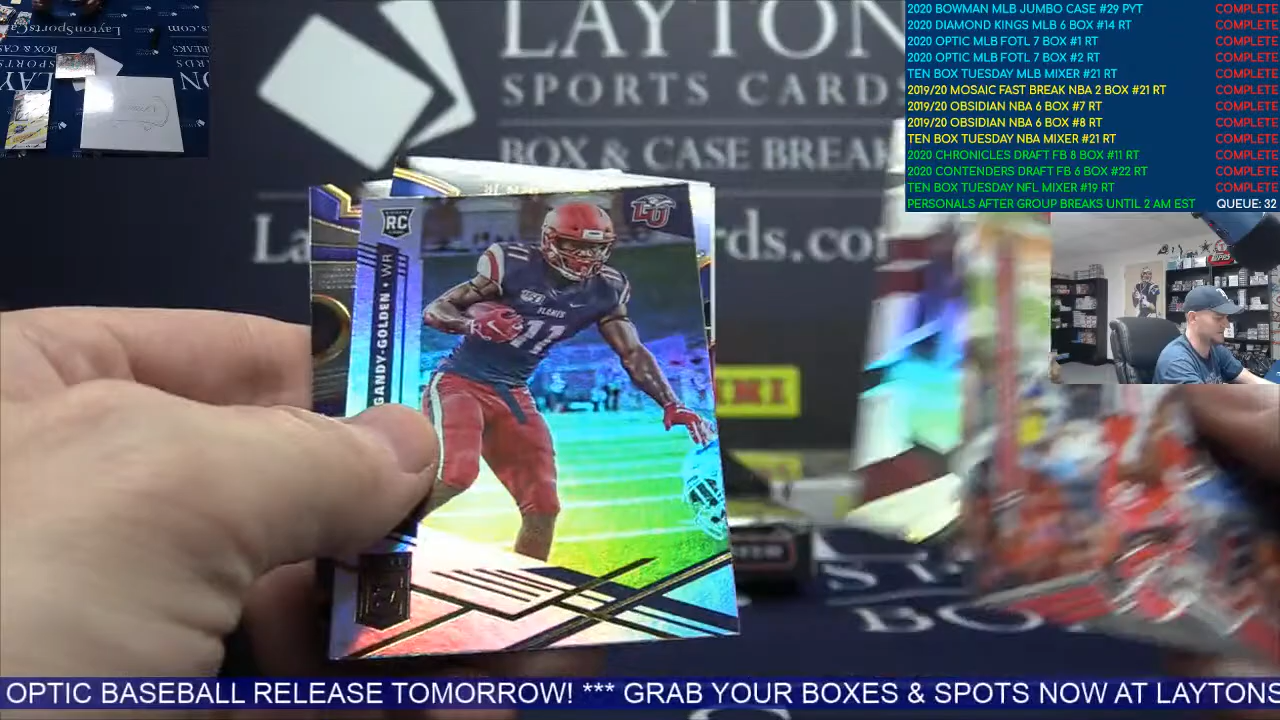 2020 BOWMAN MLB JUMBO CASE #29 PYT COMPLETE
2020 DIAMOND KINGS MLB 6 BOX #14 RT COMPLETE
2020 OPTIC MLB FOTL 7 BOX #1 RT COMPLETE
2020 OPTIC MLB FOTL 7 BOX #2 RT COMPLETE
TEN BOX TUESDAY MLB MIXER #21 RT COMPLETE
2019/20 MOSAIC FAST BREAK NBA 2 BOX #21 RT COMPLETE
2019/20 OBSIDIAN NBA 6 BOX #7 RT COMPLETE
2019/20 OBSIDIAN NBA 6 BOX #8 RT COMPLETE
TEN BOX TUESDAY NBA MIXER #21 RT COMPLETE
2020 CHRONICLES DRAFT FB 8 BOX #11 RT COMPLETE
2020 CONTENDERS DRAFT FB 6 BOX #22 RT COMPLETE
TEN BOX TUESDAY NFL MIXER #19 RT COMPLETE
PERSONALS AFTER GROUP BREAKS UNTIL 2 AM EST QUEUE: 32
LAYTON
SPORTS CARDS
BOX & CASE BREAK
La
rds.com
RC
LU
GANDY-GOLDEN • WR
FLAMES
11
11
PANINI
OPTIC BASEBALL RELEASE TOMORROW! *** GRAB YOUR BOXES & SPOTS NOW AT LAYTONS